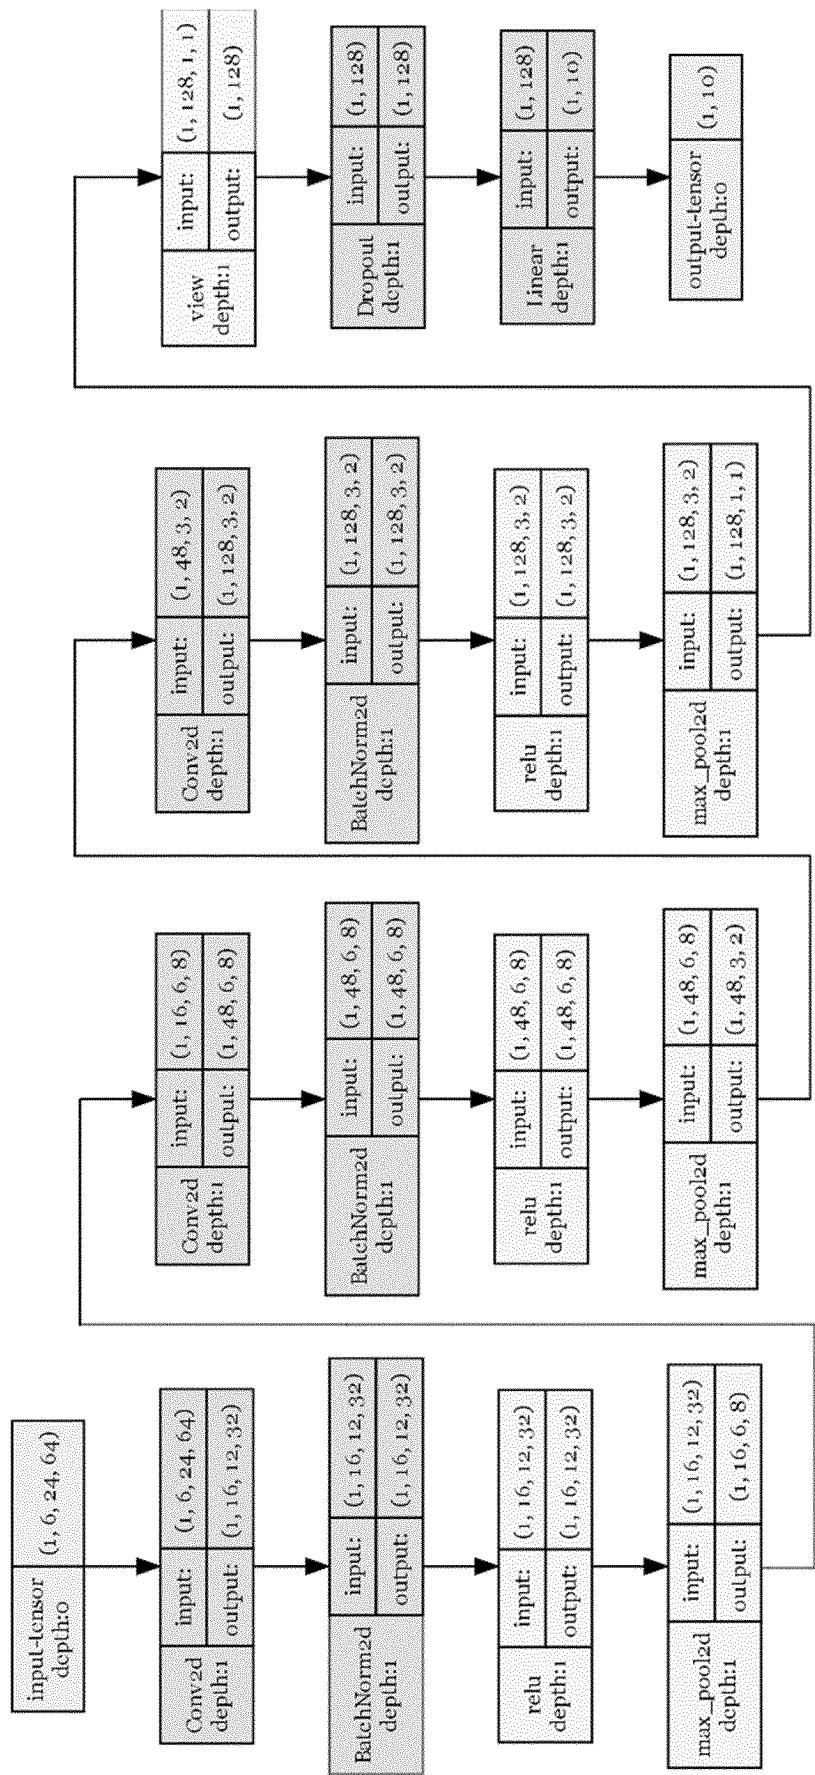 input-tensor
depth:0
(1, 6, 24, 64)
Conv2d
depth:1
input:
(1, 6, 24, 64)
output:
(1, 16, 12, 32)
BatchNorm2d
depth:1
input:
(1, 16, 12, 32)
output:
(1, 16, 12, 32)
relu
depth:1
input:
(1, 16, 12, 32)
output:
(1, 16, 12, 32)
max_pool2d
depth:1
input:
(1, 16, 12, 32)
output:
(1, 16, 6, 8)
Conv2d
depth:1
input:
(1, 16, 6, 8)
output:
(1, 48, 6, 8)
BatchNorm2d
depth:1
input:
(1, 48, 6, 8)
output:
(1, 48, 6, 8)
relu
depth:1
input:
(1, 48, 6, 8)
output:
(1, 48, 6, 8)
max_pool2d
depth:1
input:
(1, 48, 6, 8)
output:
(1, 48, 3, 2)
Conv2d
depth:1
input:
(1, 48, 3, 2)
output:
(1, 128, 3, 2)
BatchNorm2d
depth:1
input:
(1, 128, 3, 2)
output:
(1, 128, 3, 2)
relu
depth:1
input:
(1, 128, 3, 2)
output:
(1, 128, 3, 2)
max_pool2d
depth:1
input:
(1, 128, 3, 2)
output:
(1, 128, 1, 1)
view
depth:1
input:
(1, 128, 1, 1)
output:
(1, 128)
Dropout
depth:1
input:
(1, 128)
output:
(1, 128)
Linear
depth:1
input:
(1, 128)
output:
(1, 10)
output-tensor
depth:0
(1, 10)